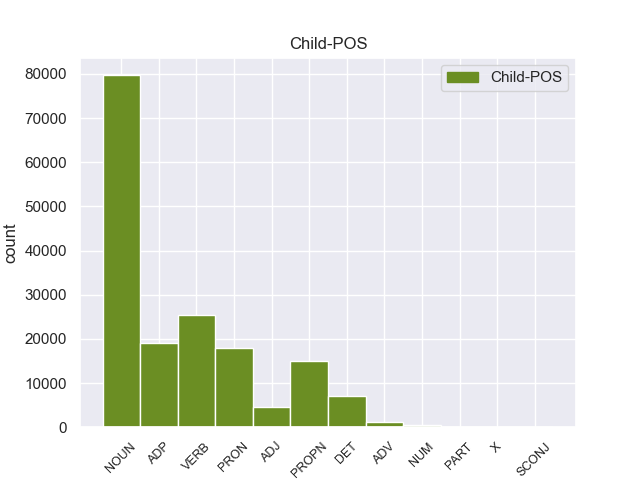 Child-POS
Child-POS
count
80000
70000
60000
50000
40000
30000
20000
10000
0
NOUN ADP VERB PRON ADJ PROPN DET ADV NUM PART X SCONJ